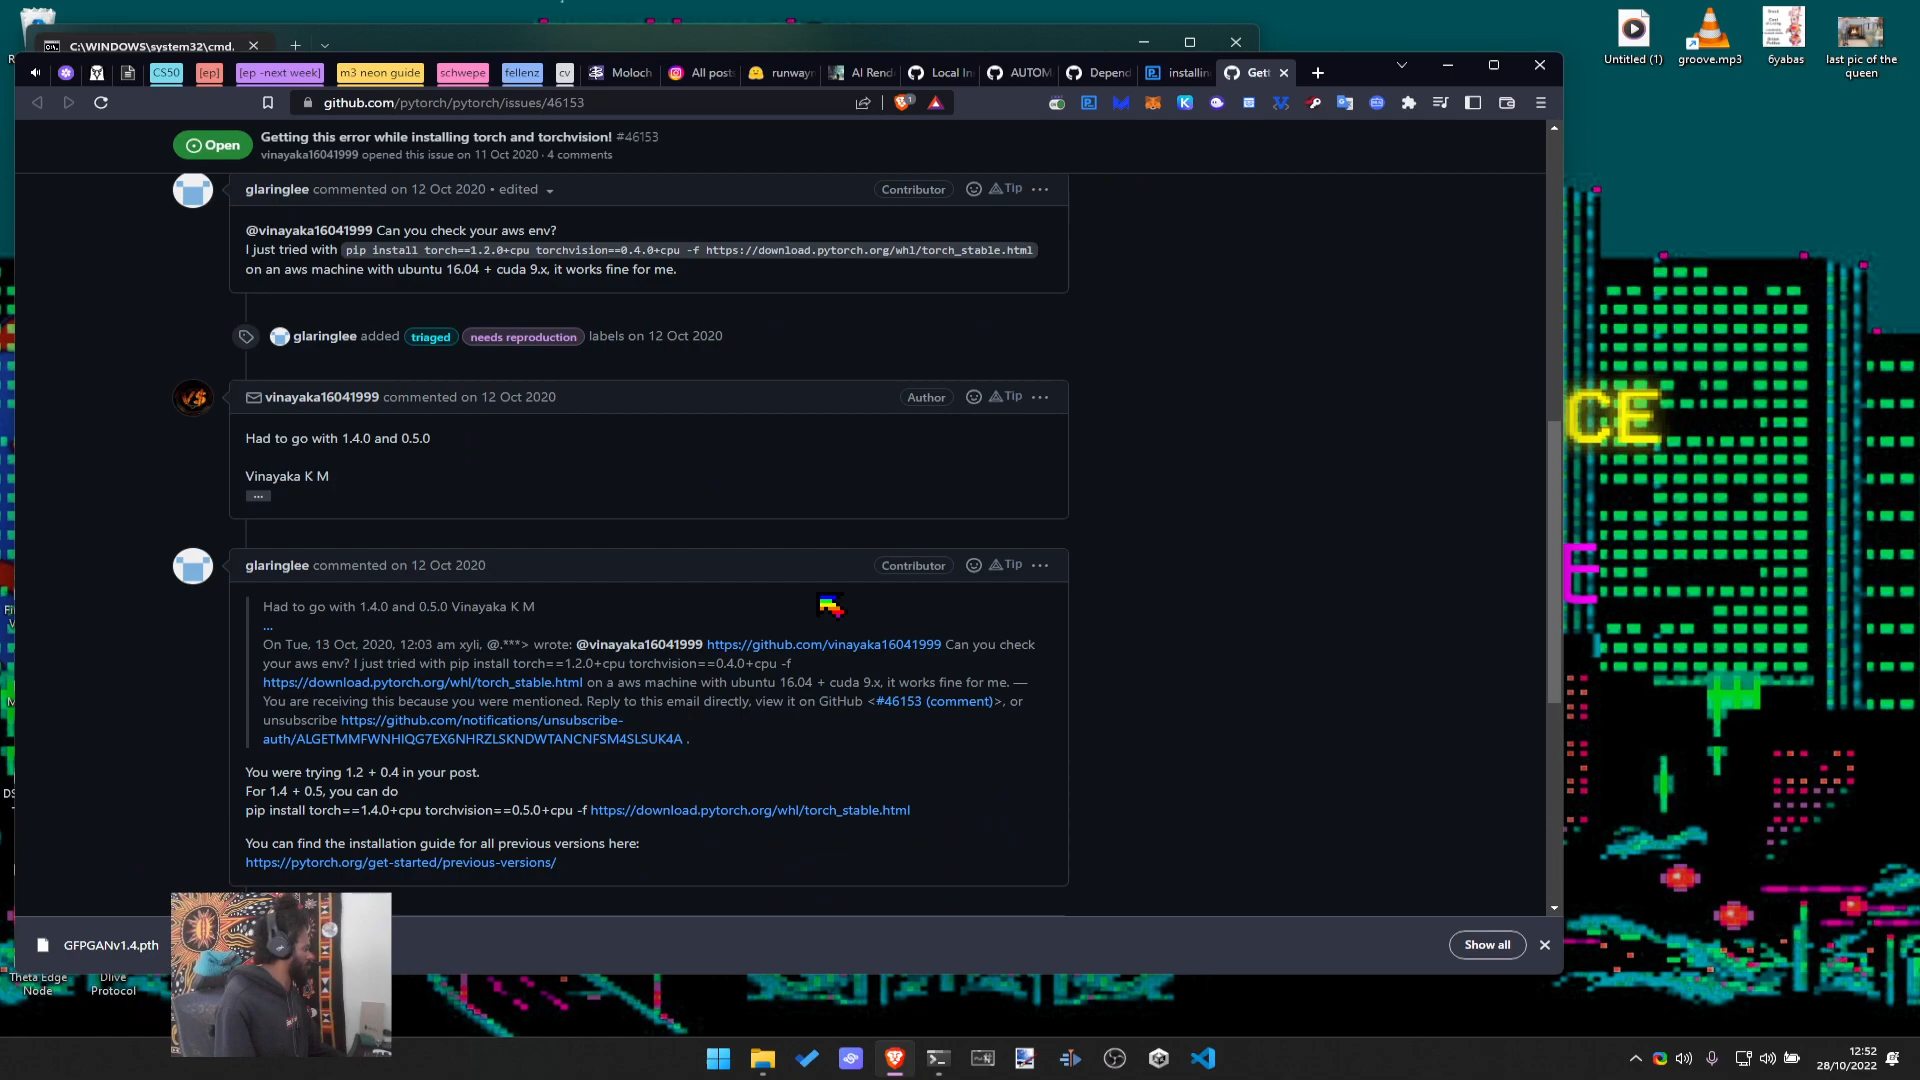 Untitled (1)
groove.mp3
6yabas
last pic of the
queen
C:\WINDOWS\system32\cmd.
CS50
[ep]
[ep -next week]
m3 neon guide
schwepe
fellenz
cv
Moloch
All posts
runwaym
AI Rend
Local In
AUTOM
Depend
installin
Gett
github.com/pytorch/pytorch/issues/46153
Open
Getting this error while installing torch and torchvision! #46153
vinayaka16041999 opened this issue on 11 Oct 2020 · 4 comments
glaringlee commented on 12 Oct 2020 • edited
Contributor
Tip
@vinayaka16041999 Can you check your aws env?
I just tried with pip install torch==1.2.0+cpu torchvision==0.4.0+cpu -f https://download.pytorch.org/whl/torch_stable.html
on an aws machine with ubuntu 16.04 + cuda 9.x, it works fine for me.
glaringlee added triaged needs reproduction labels on 12 Oct 2020
vinayaka16041999 commented on 12 Oct 2020
Author
Tip
Had to go with 1.4.0 and 0.5.0
Vinayaka K M
...
glaringlee commented on 12 Oct 2020
Contributor
Tip
Had to go with 1.4.0 and 0.5.0 Vinayaka K M
...
On Tue, 13 Oct, 2020, 12:03 am xyli, @.***> wrote: @vinayaka16041999 https://github.com/vinayaka16041999 Can you check
your aws env? I just tried with pip install torch==1.2.0+cpu torchvision==0.4.0+cpu -f
https://download.pytorch.org/whl/torch_stable.html on a aws machine with ubuntu 16.04 + cuda 9.x, it works fine for me. —
You are receiving this because you were mentioned. Reply to this email directly, view it on GitHub <#46153 (comment)>, or
unsubscribe https://github.com/notifications/unsubscribe-
auth/ALGETMMFWNHIQG7EX6NHRZLSKNDWTANCNFSM4SLSUK4A .
You were trying 1.2 + 0.4 in your post.
For 1.4 + 0.5, you can do
pip install torch==1.4.0+cpu torchvision==0.5.0+cpu -f https://download.pytorch.org/whl/torch_stable.html
You can find the installation guide for all previous versions here:
https://pytorch.org/get-started/previous-versions/
GFPGANv1.4.pth
Show all
Theta Edge
Node
Dlive
Protocol
CE
E
12:52
28/10/2022